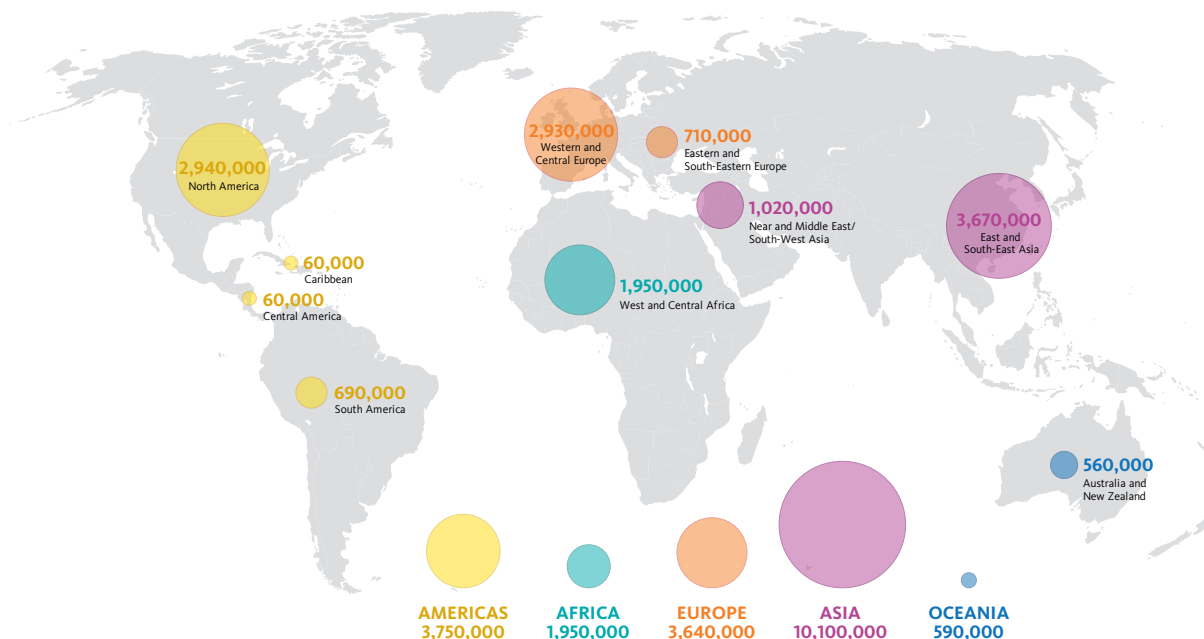 2,940,000
North America
60,000
Caribbean
60,000
Central America
690,000
South America
2,930,000
Western and
Central Europe
710,000
Eastern and
South-Eastern Europe
1,020,000
Near and Middle East/
South-West Asia
3,670,000
East and
South-East Asia
1,950,000
West and Central Africa
560,000
Australia and
New Zealand
AMERICAS
3,750,000
AFRICA
1,950,000
EUROPE
3,640,000
ASIA
10,100,000
OCEANIA
590,000